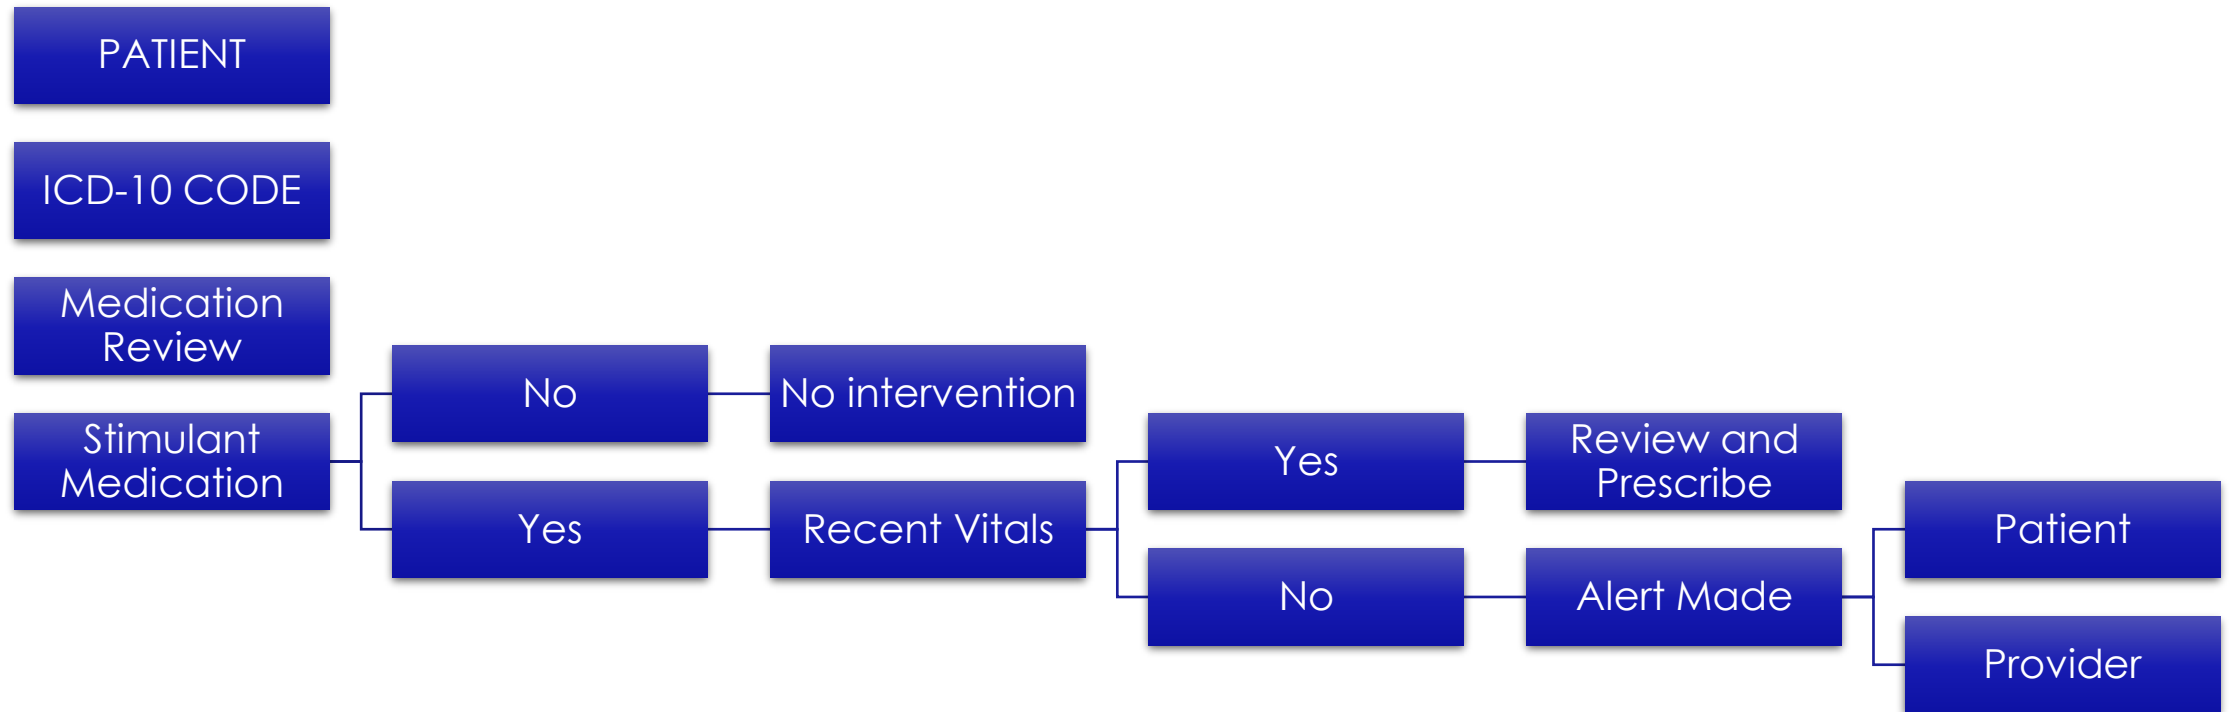 PATIENT
ICD-10 CODE
Medication
Review
Stimulant
Medication
No
No intervention
Yes
Recent Vitals
Yes
Review and
Prescribe
No
Alert Made
Patient
Provider